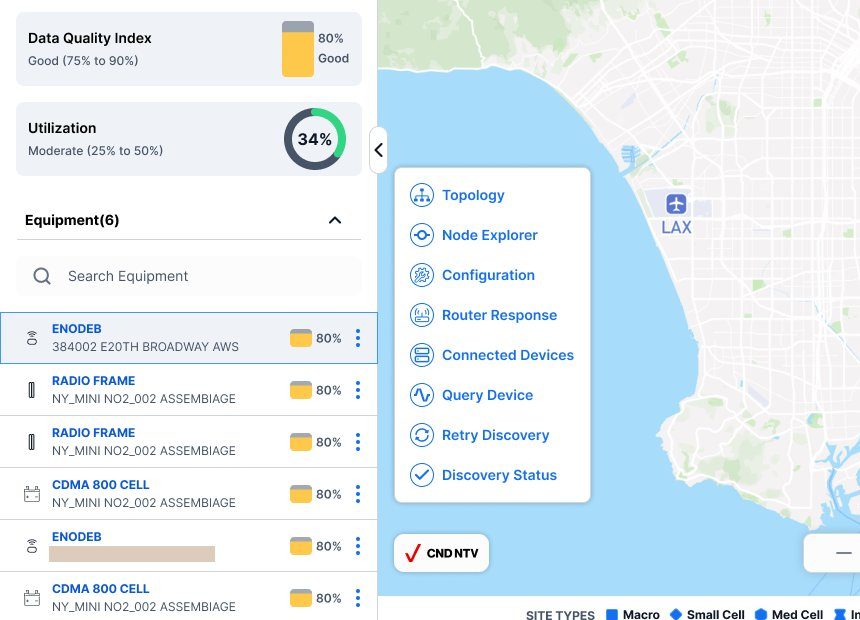 Data Quality Index
Good (75% to 90%)
80%
Good
Utilization
Moderate (25% to 50%)
34%
Equipment(6)
Search Equipment
ENODEB
384002 E20TH BROADWAY AWS
80%
RADIO FRAME
NY_MINI NO2_002 ASSEMBIAGE
80%
RADIO FRAME
NY_MINI NO2_002 ASSEMBIAGE
80%
CDMA 800 CELL
NY_MINI NO2_002 ASSEMBIAGE
80%
ENODEB
80%
CDMA 800 CELL
NY_MINI NO2_002 ASSEMBIAGE
80%
Topology
Node Explorer
Configuration
Router Response
Connected Devices
Query Device
Retry Discovery
Discovery Status
LAX
CND NTV
SITE TYPES Macro Small Cell Med Cell